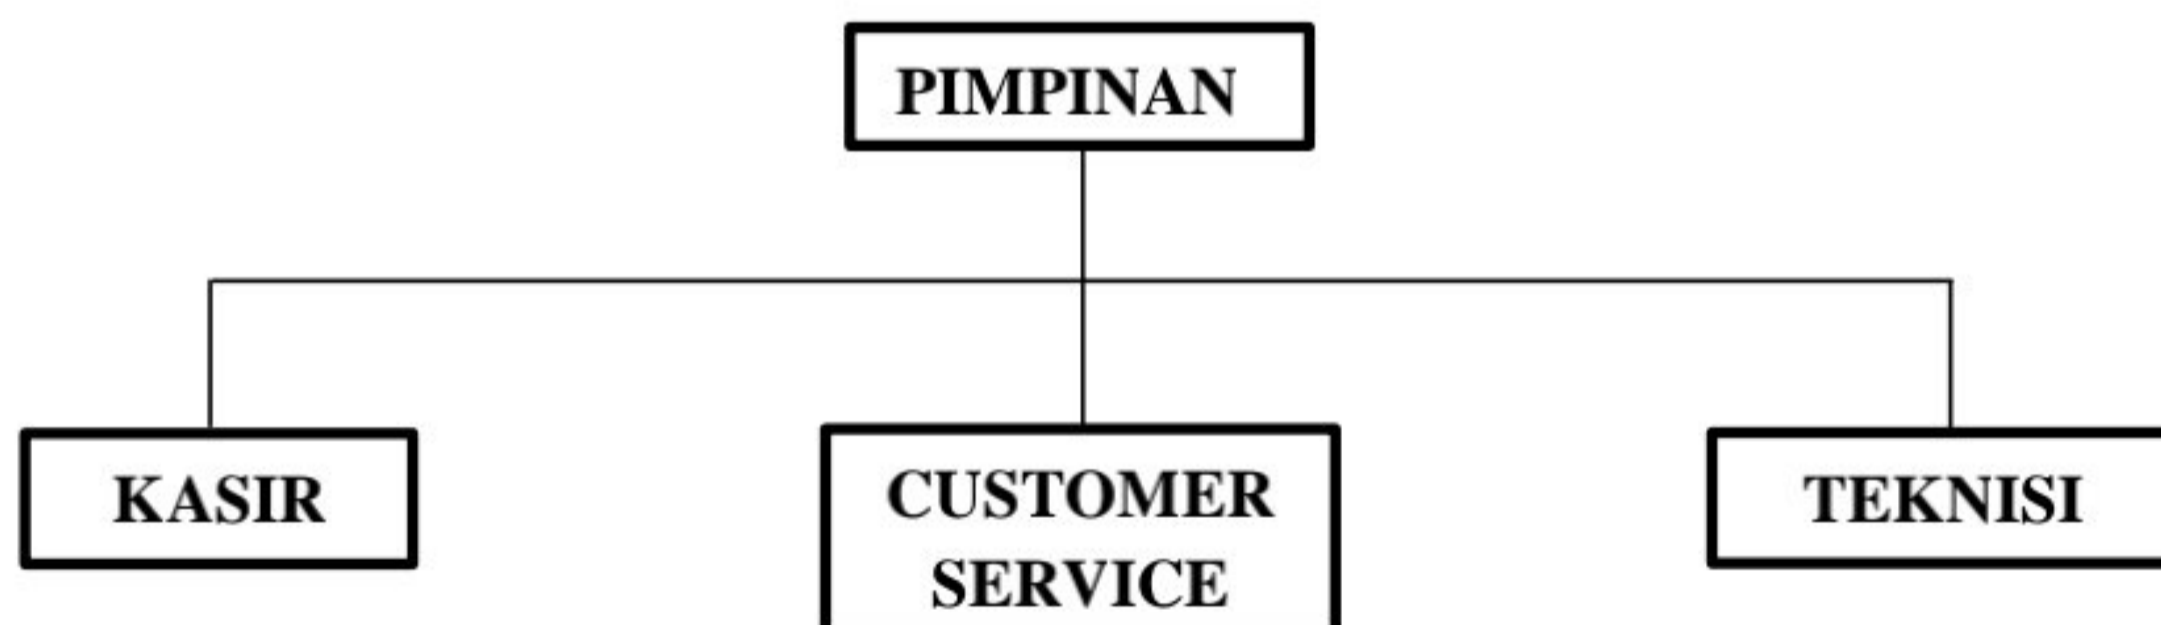 PIMPINAN
KASIR
CUSTOMER
SERVICE
TEKNISI